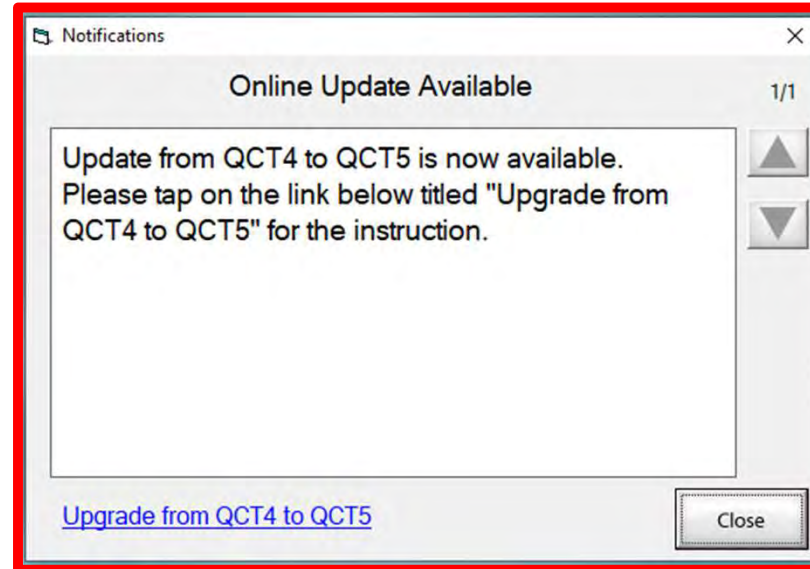 Notifications
Online Update Available
1/1
Update from QCT4 to QCT5 is now available.
Please tap on the link below titled "Upgrade from
QCT4 to QCT5" for the instruction.
Upgrade from QCT4 to QCT5
Close